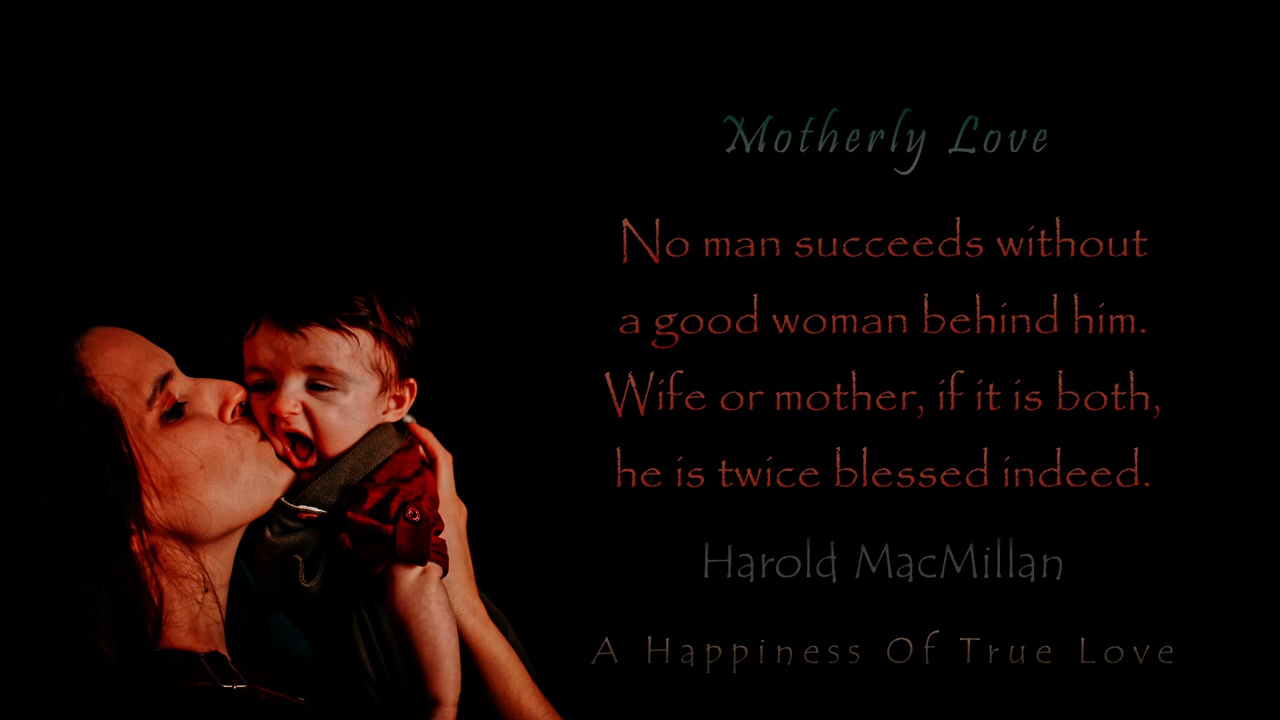 Motherly Love
No man succeeds without
a good woman behind him.
Wife or mother, if it is both,
he is twice blessed indeed.
Harold MacMillan
A Happiness Of True Love